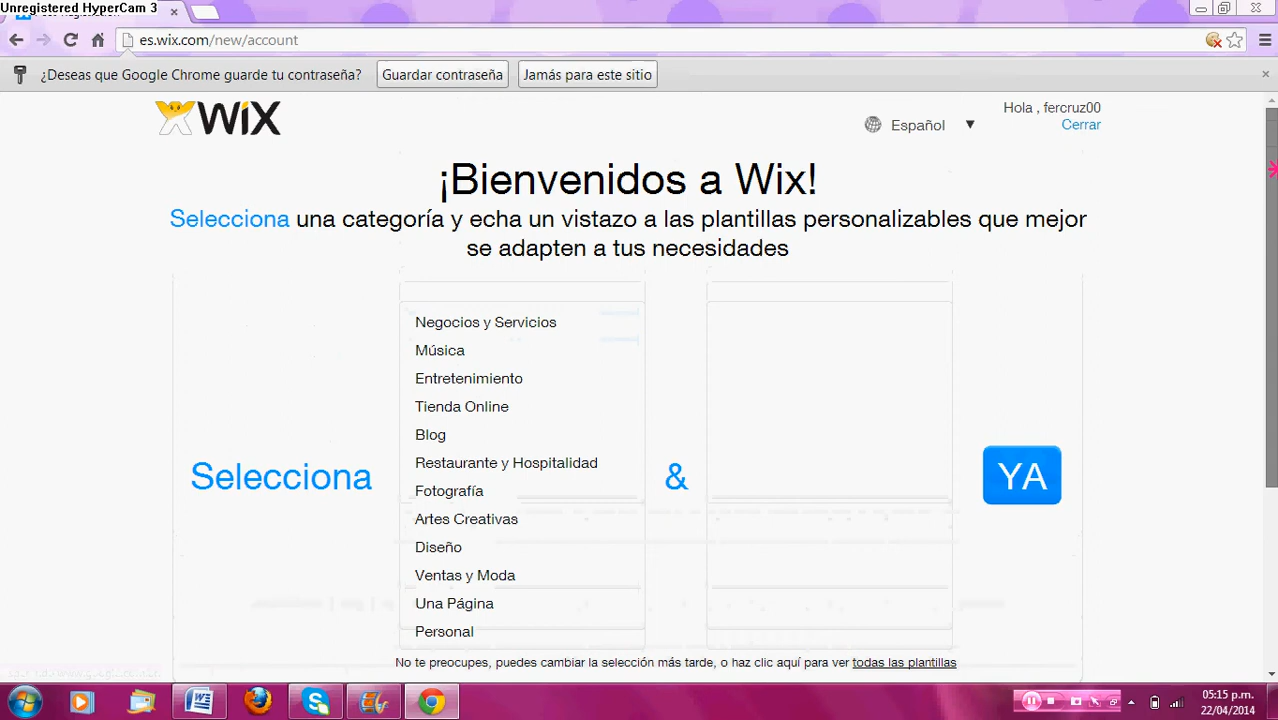 Unregistered HyperCam 3
es.wix.com/new/account
¿Deseas que Google Chrome guarde tu contraseña?
Guardar contraseña
Jamás para este sitio
WiX
Español
Hola , fercruz00
Cerrar
¡Bienvenidos a Wix!
Selecciona una categoría y echa un vistazo a las plantillas personalizables que mejor
se adapten a tus necesidades
Selecciona
Negocios y Servicios
Música
Entretenimiento
Tienda Online
Blog
Restaurante y Hospitalidad
Fotografía
Artes Creativas
Diseño
Ventas y Moda
Una Página
Personal
&
YA
No te preocupes, puedes cambiar la selección más tarde, o haz clic aquí para ver todas las plantillas
05:15 p.m.
22/04/2014